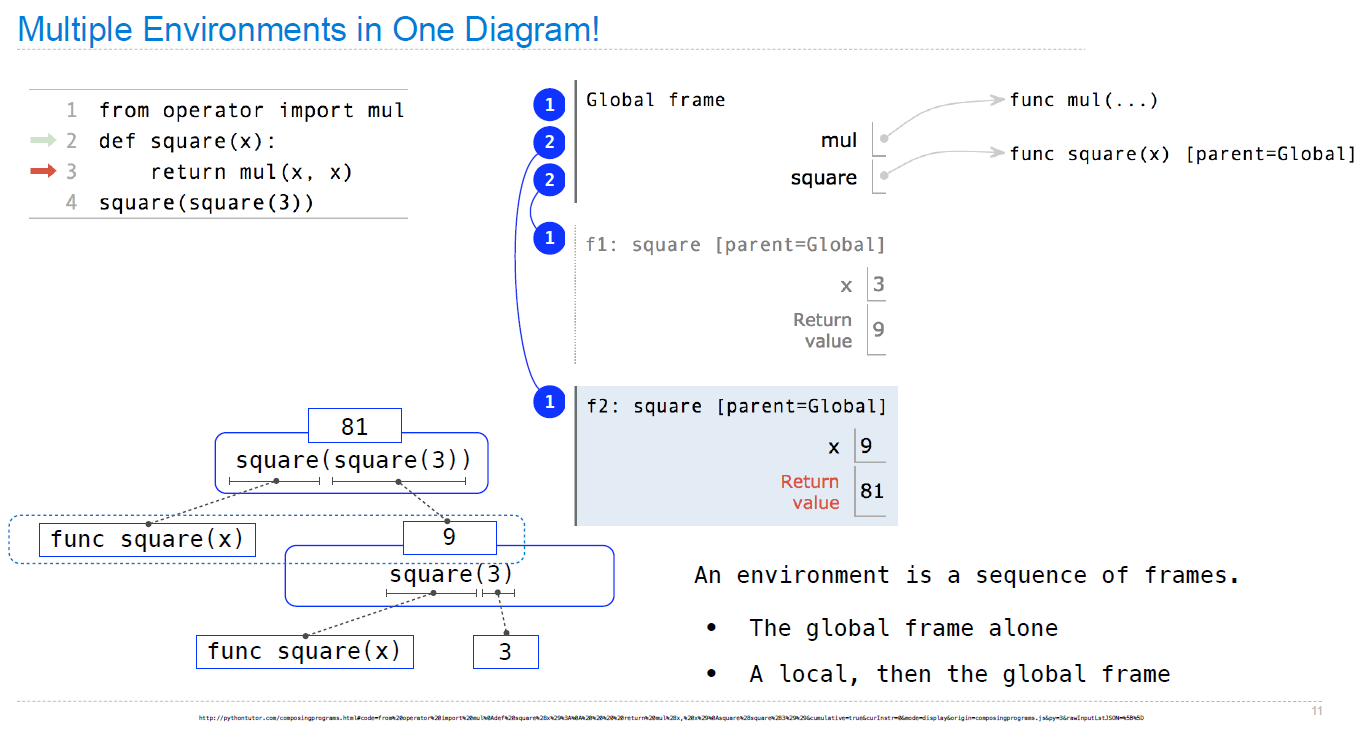 Multiple Environments in One Diagram!
1 from operator import mul
2 def square(x):
3     return mul(x, x)
4 square(square(3))
1
2
2
1
1
Global frame
mul
square
func mul(...)
func square(x) [parent=Global]
f1: square [parent=Global]
x 3
Return
value 9
f2: square [parent=Global]
x 9
Return
value 81
81
square(square(3))
func square(x)
9
square(3)
func square(x)
3
An environment is a sequence of frames.
• The global frame alone
• A local, then the global frame
http://pythontutor.com/composingprograms.html#code=from%20operator%20import%20mul%0Adef%20square%28x%29%3A%0A%20%20%20%20return%20mul%28x,%20x%29%0Asquare%28square%283%29%29&cumulative=true&curInstr=0&mode=display&origin=composingprograms.js&py=3&rawInputLstJSON=%5B%5D
11